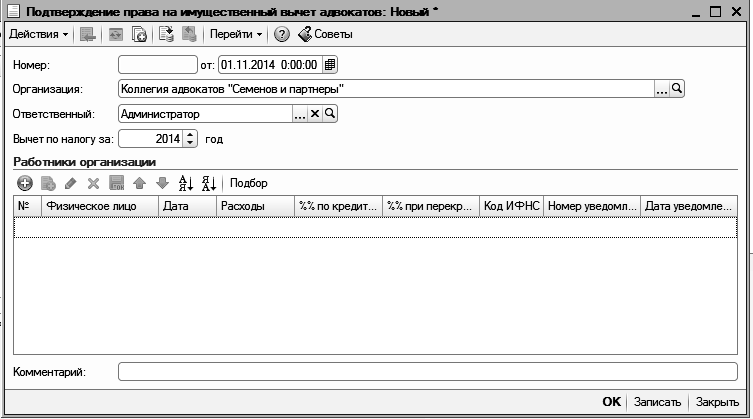 Подтверждение права на имущественный вычет адвокатов: Новый *
Действия Перейти ? Советы
Номер: от: 01.11.2014 0:00:00
Организация: Коллегия адвокатов "Семенов и партнеры" ...
Ответственный: Администратор ... ×
Вычет по налогу за: 2014 год
Работники организации
Подбор
№ Физическое лицо Дата Расходы %% по кредит... %% при перекр... Код ИФНС Номер уведомл... Дата уведомле...
Комментарий:
OK Записать Закрыть